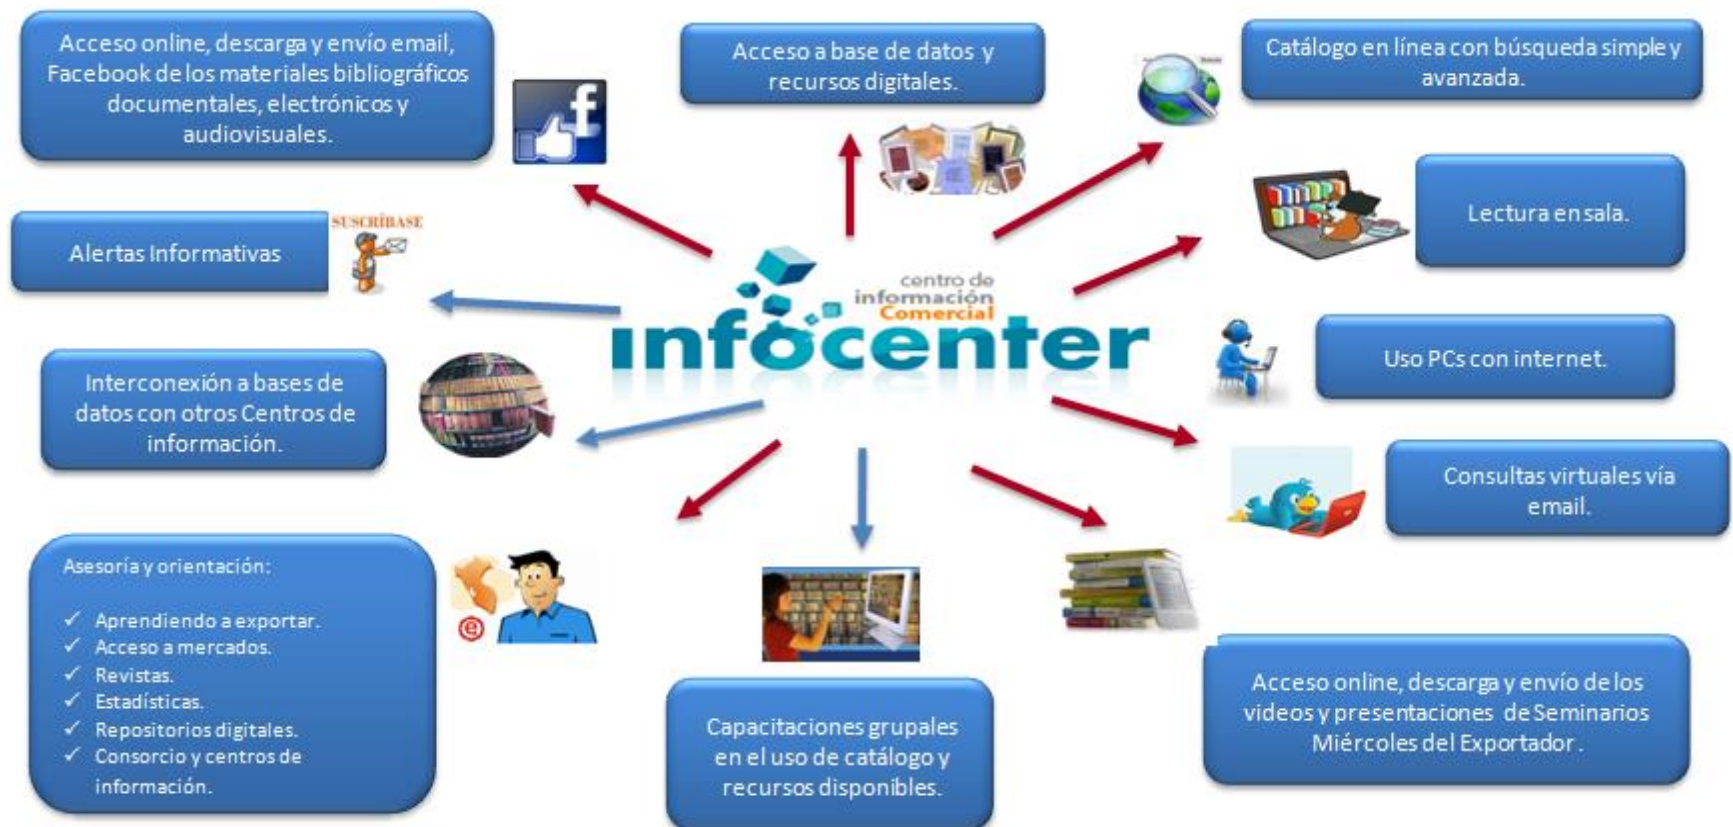 Acceso online, descarga y envío email,
Facebook de los materiales bibliográficos
documentales, electrónicos y
audiovisuales.
Acceso a base de datos y
recursos digitales.
Catálogo en línea con búsqueda simple y
avanzada.
Lectura en sala.
SUSCRÍBASE
Alertas Informativas
centro de
información
Comercial
infocenter
Uso PCs con internet.
Interconexión a bases de
datos con otros Centros de
información.
Consultas virtuales vía
email.
Asesoría y orientación:
✓ Aprendiendo a exportar.
✓ Acceso a mercados.
✓ Revistas.
✓ Estadísticas.
✓ Repositorios digitales.
✓ Consorcio y centros de
información.
Capacitaciones grupales
en el uso de catálogo y
recursos disponibles.
Acceso online, descarga y envío de los
videos y presentaciones de Seminarios
Miércoles del Exportador.